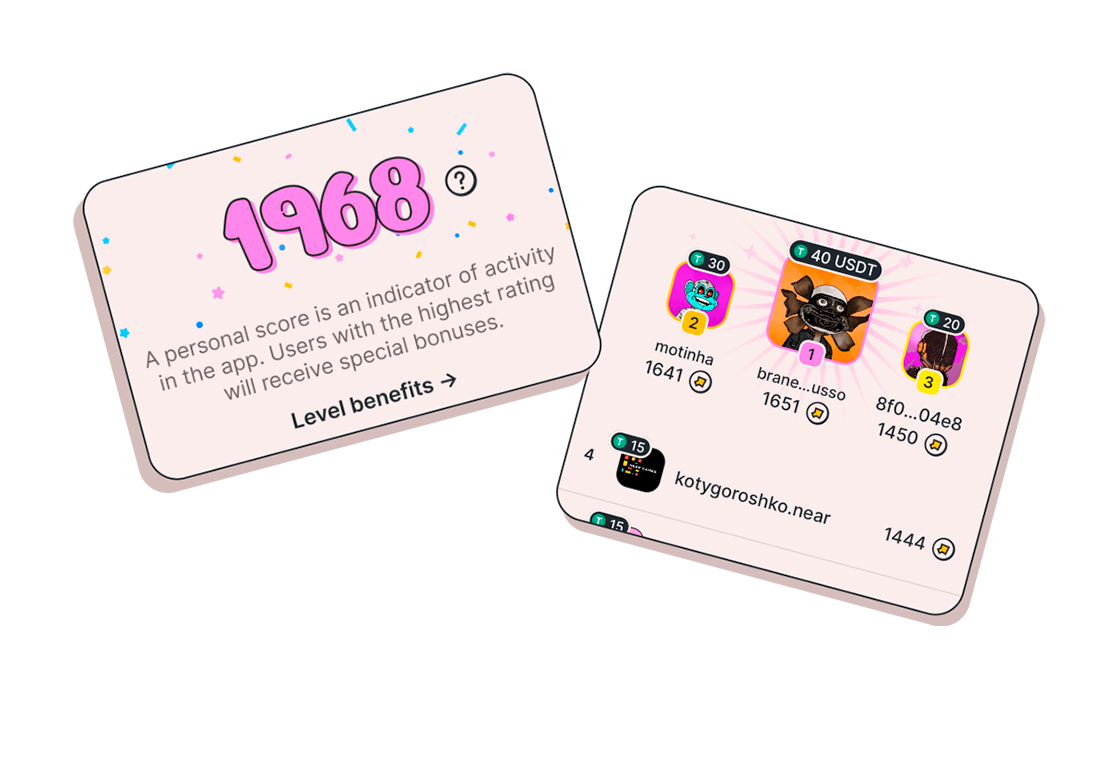 1968 ?
A personal score is an indicator of activity
in the app. Users with the highest rating
will receive special bonuses.
Level benefits →
T 30
2
motinha
1641
T 40 USDT
1
brane...usso
1651
T 20
3
8f0...04e8
1450
4
T 15
kotygoroshko.near
1444
T 15